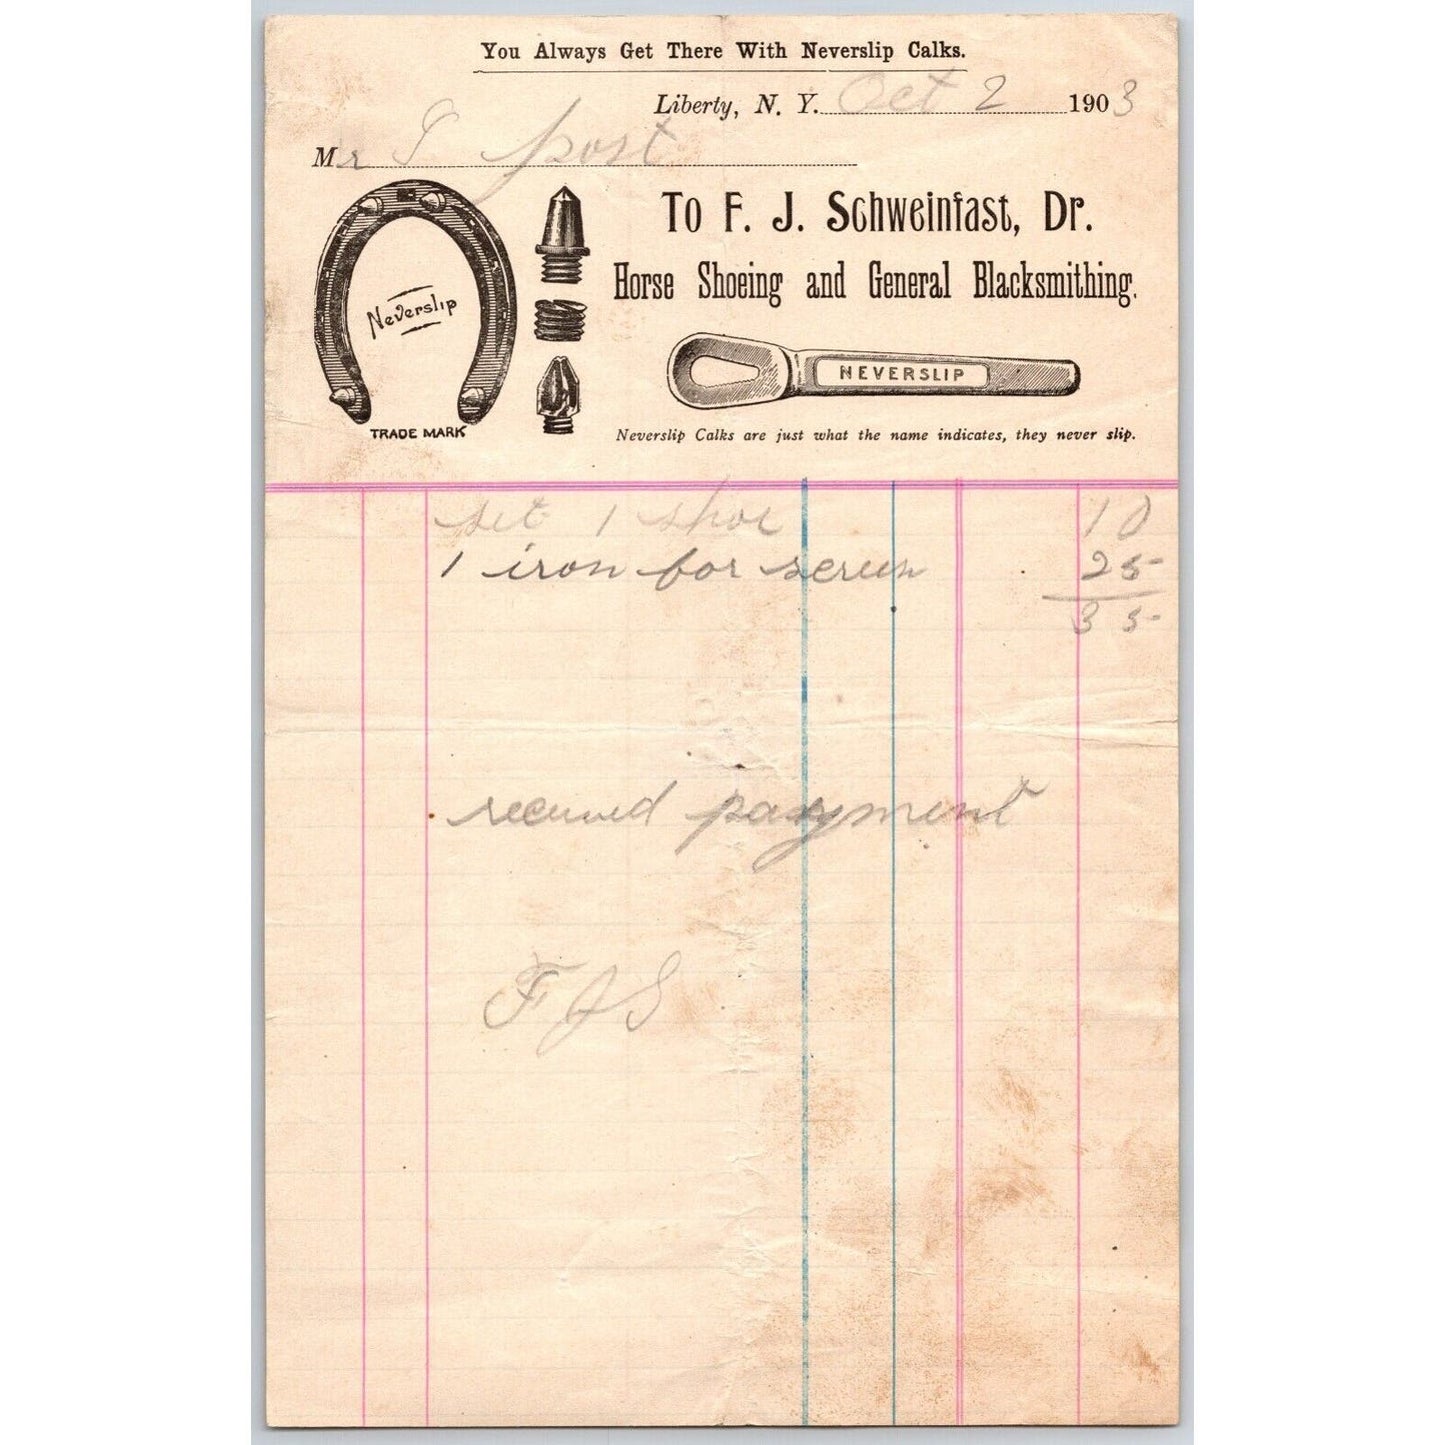 You Always Get There With Neverslip Calks.
Liberty, N. Y. Oct 2 1903
Mr S post
To F. J. Schweinfast, Dr.
Horse Shoeing and General Blacksmithing.
Neverslip
NEVERSLIP
TRADE MARK
Neverslip Calks are just what the name indicates, they never slip.
set 1 shoe 10
1 iron for screen 25
35
received payment
F J S